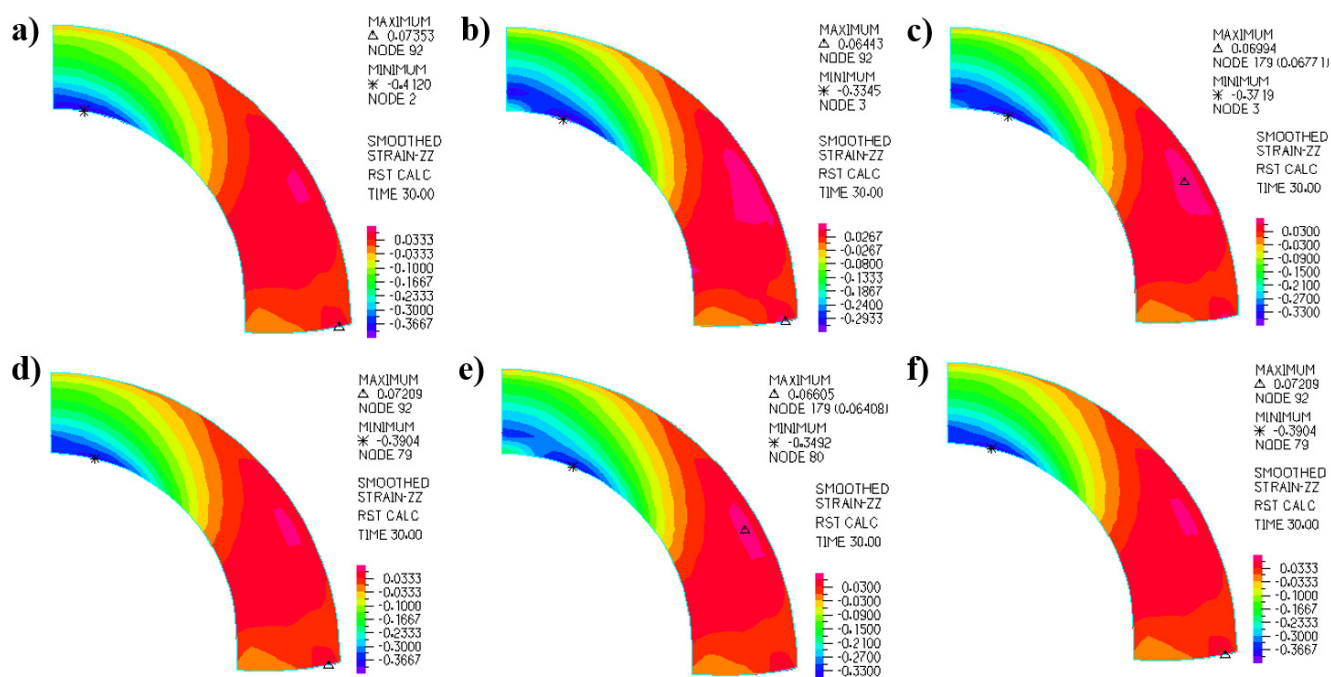 a)
MAXIMUM
△ 0.07353
NODE 92
MINIMUM
* -0.4120
NODE 2
SMOOTHED
STRAIN-ZZ
RST CALC
TIME 30.00
0.0333
-0.0333
-0.1000
-0.1667
-0.2333
-0.3000
-0.3667
b)
MAXIMUM
△ 0.06443
NODE 92
MINIMUM
* -0.3345
NODE 3
SMOOTHED
STRAIN-ZZ
RST CALC
TIME 30.00
0.0267
-0.0267
-0.0800
-0.1333
-0.1867
-0.2400
-0.2933
c)
MAXIMUM
△ 0.06994
NODE 179 (0.06771)
MINIMUM
* -0.3719
NODE 3
SMOOTHED
STRAIN-ZZ
RST CALC
TIME 30.00
0.0300
-0.0300
-0.0900
-0.1500
-0.2100
-0.2700
-0.3300
d)
MAXIMUM
△ 0.07209
NODE 92
MINIMUM
* -0.3904
NODE 79
SMOOTHED
STRAIN-ZZ
RST CALC
TIME 30.00
0.0333
-0.0333
-0.1000
-0.1667
-0.2333
-0.3000
-0.3667
e)
MAXIMUM
△ 0.06605
NODE 179 (0.06408)
MINIMUM
* -0.3492
NODE 80
SMOOTHED
STRAIN-ZZ
RST CALC
TIME 30.00
0.0300
-0.0300
-0.0900
-0.1500
-0.2100
-0.2700
-0.3300
f)
MAXIMUM
△ 0.07209
NODE 92
MINIMUM
* -0.3904
NODE 79
SMOOTHED
STRAIN-ZZ
RST CALC
TIME 30.00
0.0333
-0.0333
-0.1000
-0.1667
-0.2333
-0.3000
-0.3667